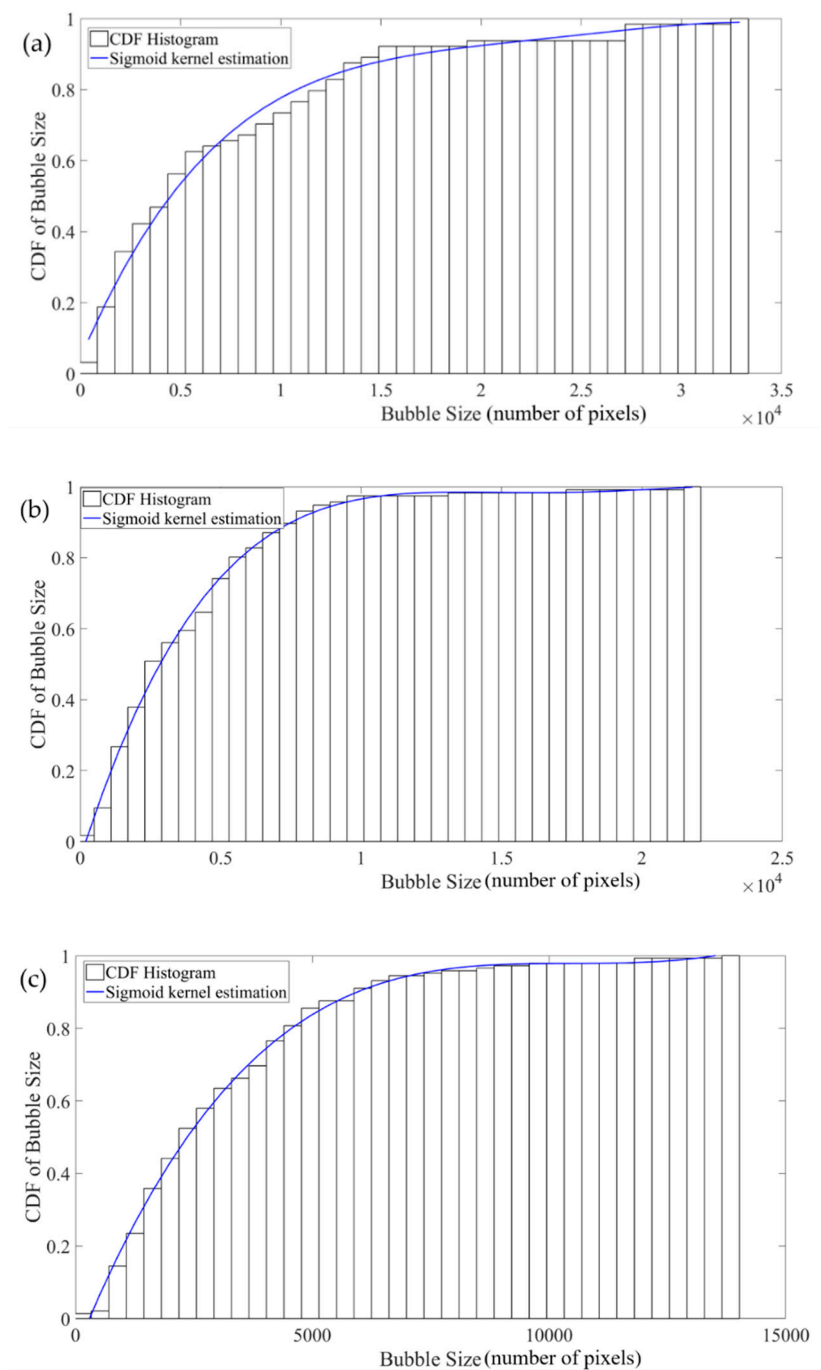 (a)
CDF Histogram
Sigmoid kernel estimation
CDF of Bubble Size
1
0.8
0.6
0.4
0.2
0
0 0.5 1 1.5 2 2.5 3 3.5
Bubble Size (number of pixels)
×10⁴
(b)
CDF Histogram
Sigmoid kernel estimation
CDF of Bubble Size
1
0.8
0.6
0.4
0.2
0
0 0.5 1 1.5 2 2.5
Bubble Size (number of pixels)
×10⁴
(c)
CDF Histogram
Sigmoid kernel estimation
CDF of Bubble Size
1
0.8
0.6
0.4
0.2
0
0 5000 10000 15000
Bubble Size (number of pixels)